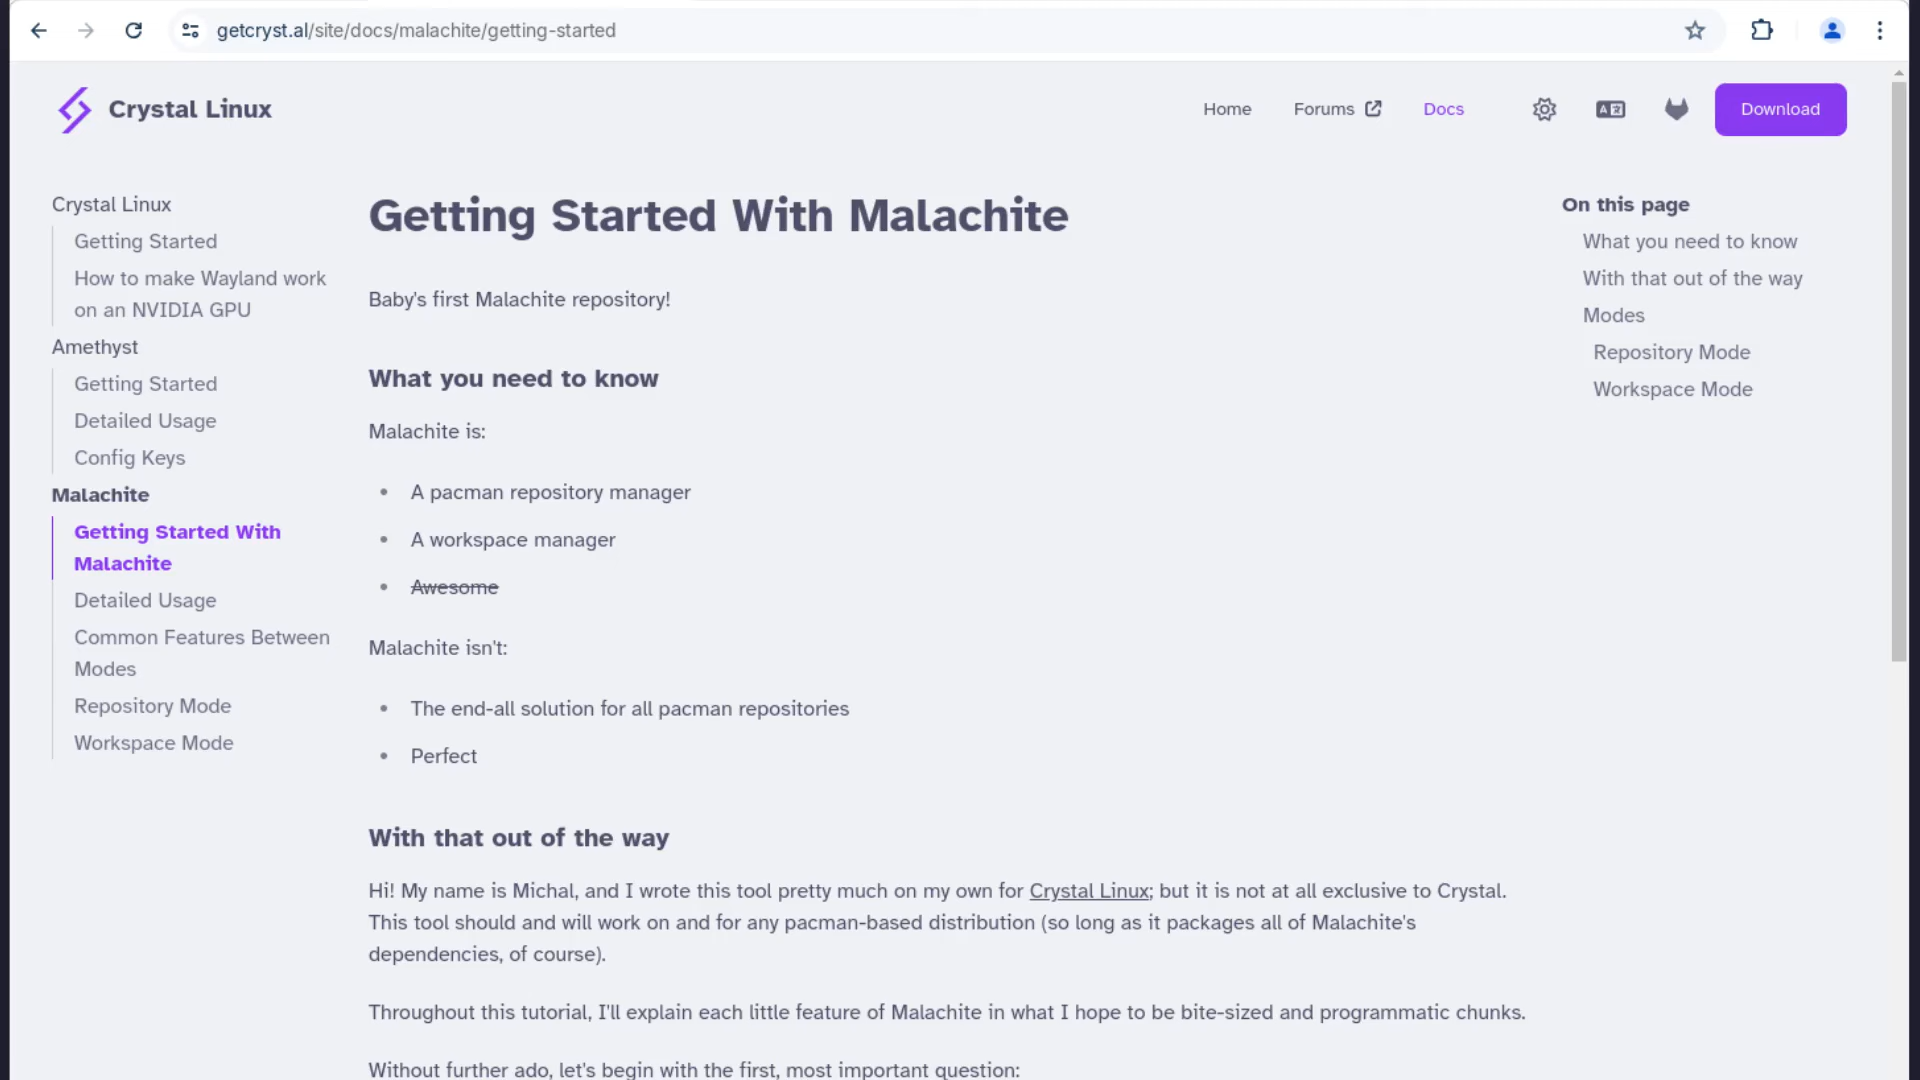 getcryst.al/site/docs/malachite/getting-started
Crystal Linux
Home
Forums
Docs
Download
Crystal Linux
Getting Started
How to make Wayland work
on an NVIDIA GPU
Amethyst
Getting Started
Detailed Usage
Config Keys
Malachite
Getting Started With
Malachite
Detailed Usage
Common Features Between
Modes
Repository Mode
Workspace Mode
Getting Started With Malachite
Baby's first Malachite repository!
What you need to know
Malachite is:
• A pacman repository manager
• A workspace manager
• Awesome
Malachite isn't:
• The end-all solution for all pacman repositories
• Perfect
With that out of the way
Hi! My name is Michal, and I wrote this tool pretty much on my own for Crystal Linux; but it is not at all exclusive to Crystal.
This tool should and will work on and for any pacman-based distribution (so long as it packages all of Malachite's
dependencies, of course).
Throughout this tutorial, I'll explain each little feature of Malachite in what I hope to be bite-sized and programmatic chunks.
Without further ado, let's begin with the first, most important question:
On this page
What you need to know
With that out of the way
Modes
Repository Mode
Workspace Mode